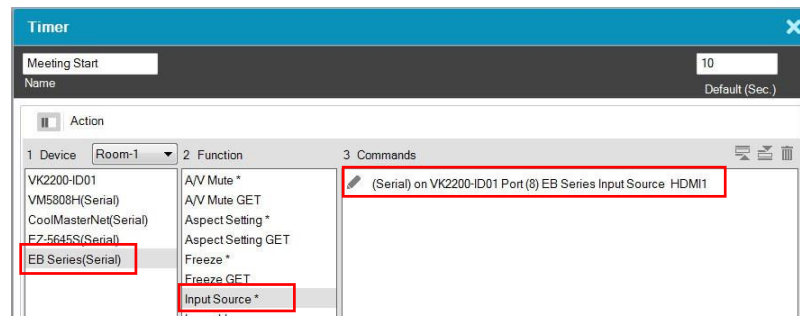 Timer
Meeting Start
10
Name
Default (Sec.)
Action
1 Device
Room-1
2 Function
3 Commands
VK2200-ID01
VM5808H(Serial)
CoolMasterNet(Serial)
EZ-5645S(Serial)
EB Series(Serial)
A/V Mute *
A/V Mute GET
Aspect Setting *
Aspect Setting GET
Freeze *
Freeze GET
Input Source *
(Serial) on VK2200-ID01 Port (8) EB Series Input Source HDMI1